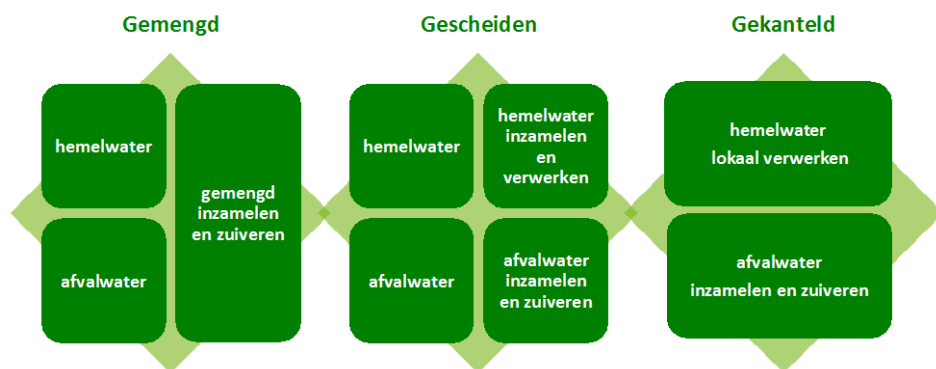 Gemengd
hemelwater
afvalwater
gemengd
inzamelen
en zuiveren
Gescheiden
hemelwater
hemelwater
inzamelen
en
verwerken
afvalwater
afvalwater
inzamelen
en zuiveren
Gekanteld
hemelwater
lokaal verwerken
afvalwater
inzamelen en zuiveren